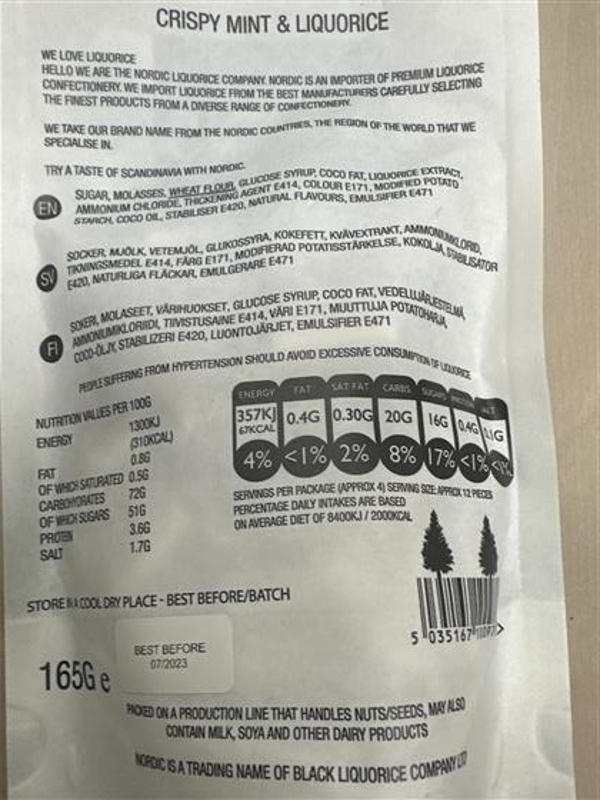 CRISPY MINT & LIQUORICE
WE LOVE LIQUORICE
HELLO WE ARE THE NORDIC LIQUORICE COMPANY. NORDIC IS AN IMPORTER OF PREMIUM LIQUORICE
CONFECTIONERY. WE IMPORT LIQUORICE FROM THE BEST MANUFACTURERS CAREFULLY SELECTING
THE FINEST PRODUCTS FROM A DIVERSE RANGE OF CONFECTIONERY.
WE TAKE OUR BRAND NAME FROM THE NORDIC COUNTRIES, THE REGION OF THE WORLD THAT WE
SPECIALISE IN.
TRY A TASTE OF SCANDINAVIA WITH NORDIC.
EN
SUGAR, MOLASSES, WHEAT FLOUR, GLUCOSE SYRUP, COCO FAT, LIQUORICE EXTRACT,
AMMONIUM CHLORIDE, THICKENING AGENT E414, COLOUR E171, MODIFIED POTATO
STARCH, COCO OIL, STABILISER E420, NATURAL FLAVOURS, EMULSIFIER E471
SV
SOCKER, MJÖLK, VETEMJÖL, GLUKOSSYRA, KOKEFETT, KVÄVEXTRAKT, AMMONIUMKLORID,
TIKNINGSMEDEL E414, FÄRG E171, MODIFIERAD POTATISSTÄRKELSE, KOKOLJA, STABILISATOR
E420, NATURLIGA FLÄCKAR, EMULGERARE E471
FI
SOKERI, MOLASEET, VÄRIHUOKSET, GLUCOSE SYRUP, COCO FAT, VEDELLUJÄRJESTELMÄ,
AMMONIUMIKLORIIDI, TIIVISTUSAINE E414, VÄRI E171, MUUTTUJA POTATOHARJA,
COCO-ÖLJY, STABILIZERI E420, LUONTOJÄRJET, EMULSIFIER E471
PEOPLE SUFFERING FROM HYPERTENSION SHOULD AVOID EXCESSIVE CONSUMPTION OF LIQUORICE
NUTRITION VALUES PER 100G
ENERGY 1300KJ
(310KCAL)
FAT 0.8G
OF WHICH SATURATED 0.5G
CARBOHYDRATES 72G
OF WHICH SUGARS 51G
PROTEIN 3.6G
SALT 1.7G
ENERGY FAT SAT FAT CARBS SUGARS
357KJ 0.4G 0.30G 20G 16G 0.4G
67KCAL
4% <1% 2% 8% 17% <1% <1%
SERVINGS PER PACKAGE (APPROX 4) SERVING SIZE: APPROX 12 PIECES
PERCENTAGE DAILY INTAKES ARE BASED
ON AVERAGE DIET OF 8400KJ / 2000KCAL
STORE IN A COOL DRY PLACE - BEST BEFORE/BATCH
5 035167
BEST BEFORE
07/2023
165G e
PACKED ON A PRODUCTION LINE THAT HANDLES NUTS/SEEDS, MAY ALSO
CONTAIN MILK, SOYA AND OTHER DAIRY PRODUCTS
NORDIC IS A TRADING NAME OF BLACK LIQUORICE COMPANY LTD